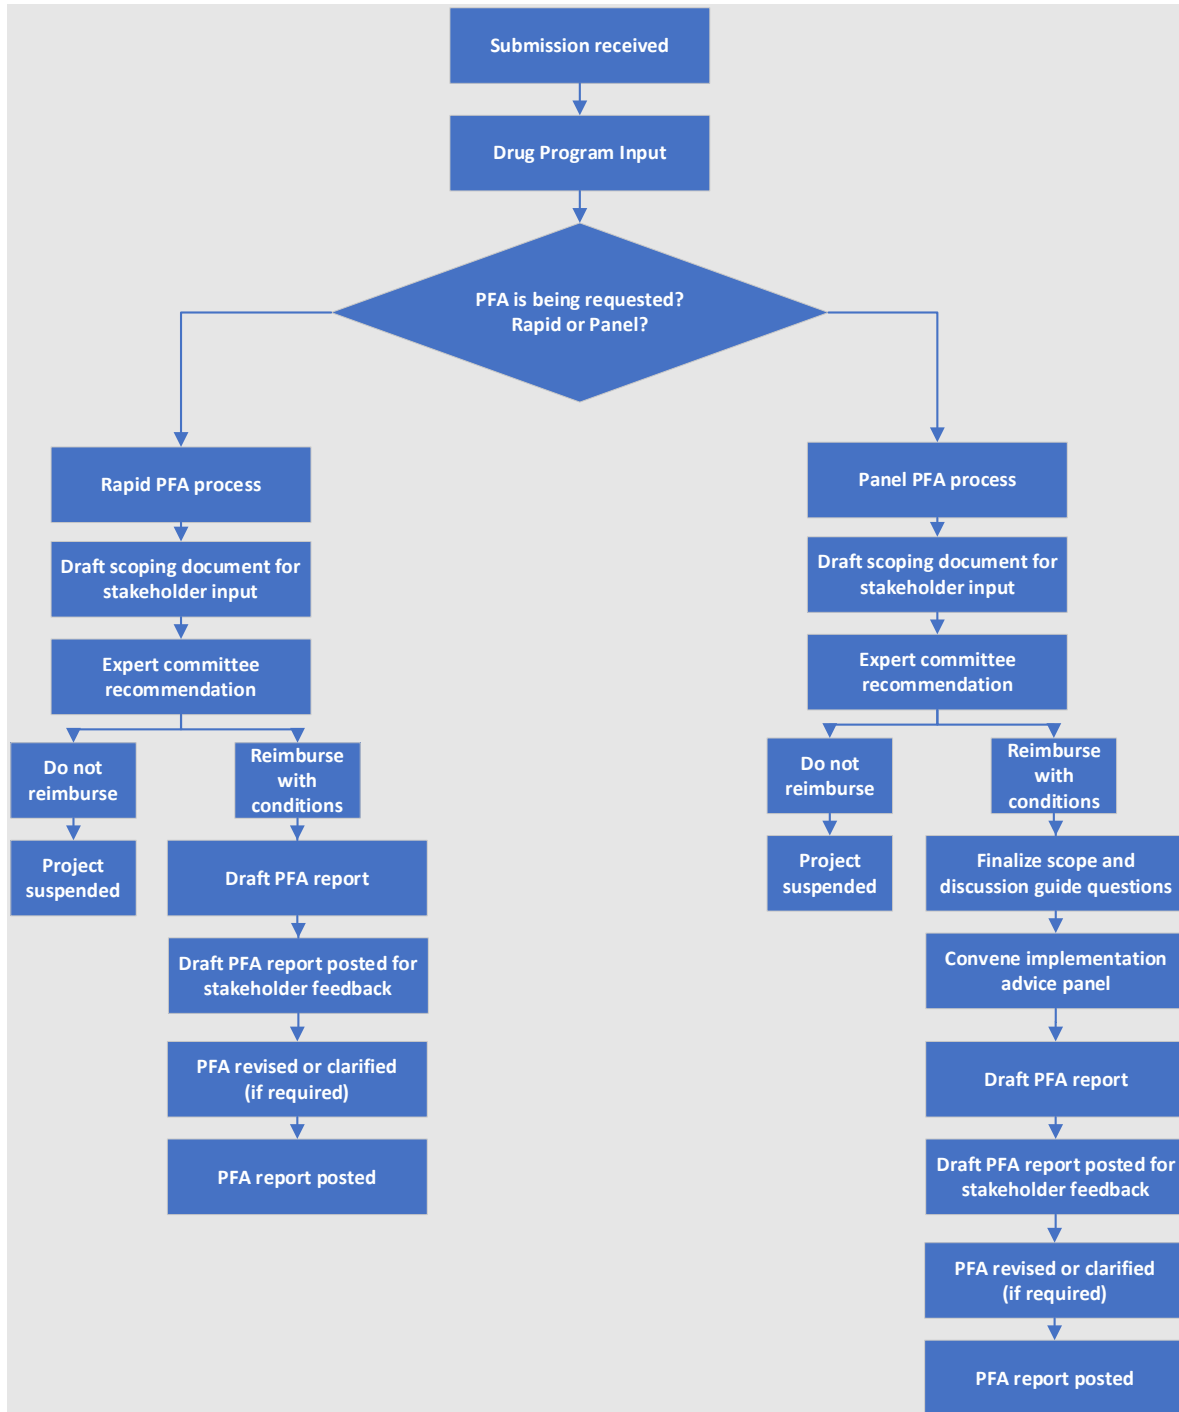 Submission received
Drug Program Input
PFA is being requested?
Rapid or Panel?
Rapid PFA process
Draft scoping document for
stakeholder input
Expert committee
recommendation
Do not
reimburse
Reimburse
with
conditions
Project
suspended
Draft PFA report
Draft PFA report posted for
stakeholder feedback
PFA revised or clarified
(if required)
PFA report posted
Panel PFA process
Draft scoping document for
stakeholder input
Expert committee
recommendation
Do not
reimburse
Reimburse
with
conditions
Project
suspended
Finalize scope and
discussion guide questions
Convene implementation
advice panel
Draft PFA report
Draft PFA report posted for
stakeholder feedback
PFA revised or clarified
(if required)
PFA report posted